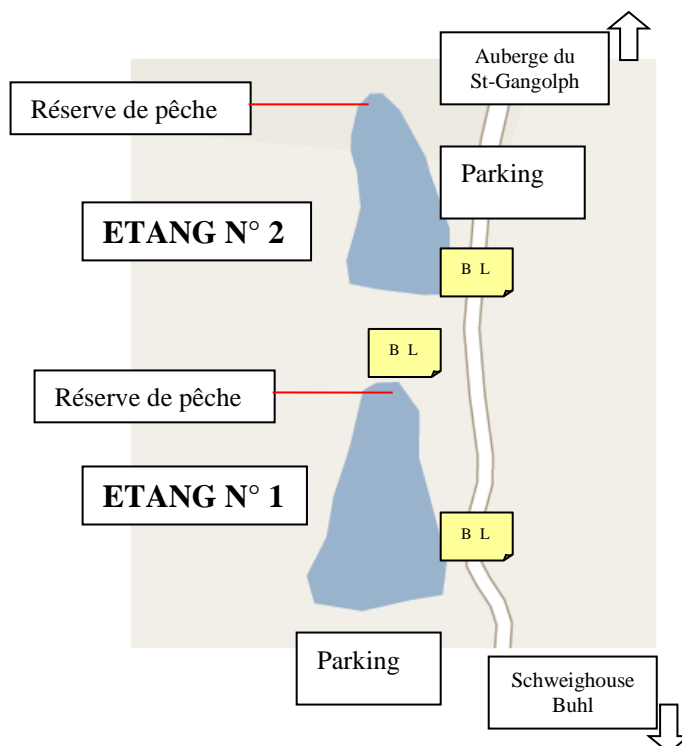 Auberge du
St-Gangolph
Réserve de pêche
Parking
ETANG N° 2
B L
B L
Réserve de pêche
ETANG N° 1
B L
Parking
Schweighouse
Buhl